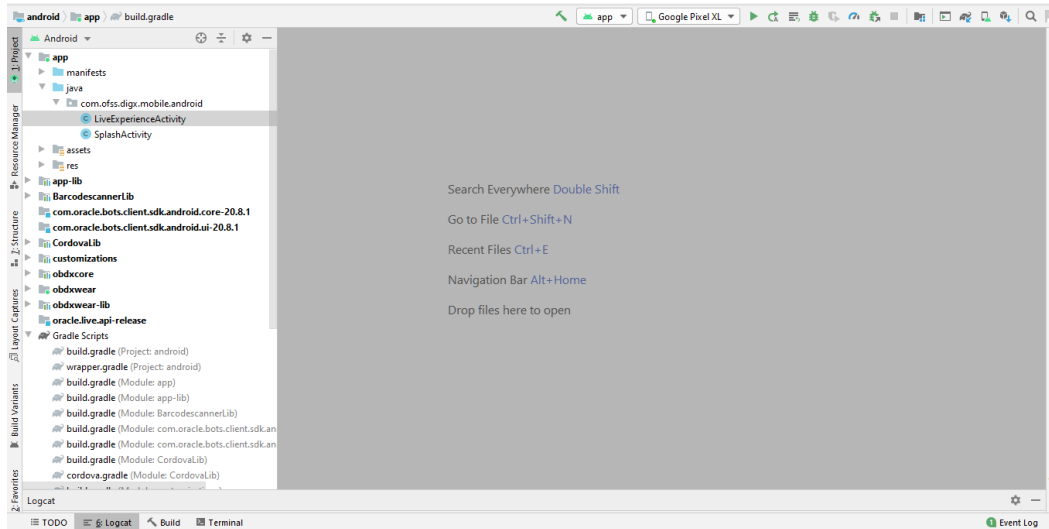 android app build.gradle
app Google Pixel XL
Android
app
manifests
java
com.ofss.digx.mobile.android
LiveExperienceActivity
SplashActivity
assets
res
app-lib
BarcodescannerLib
com.oracle.bots.client.sdk.android.core-20.8.1
com.oracle.bots.client.sdk.android.ui-20.8.1
CordovaLib
customizations
obdxcore
obdxwear
obdxwear-lib
oracle.live.api-release
Gradle Scripts
build.gradle (Project: android)
wrapper.gradle (Project: android)
build.gradle (Module: app)
build.gradle (Module: app-lib)
build.gradle (Module: BarcodescannerLib)
build.gradle (Module: com.oracle.bots.client.sdk.an
build.gradle (Module: com.oracle.bots.client.sdk.an
build.gradle (Module: CordovaLib)
cordova.gradle (Module: CordovaLib)
1: Project
Resource Manager
7: Structure
Layout Captures
Build Variants
2: Favorites
Search Everywhere Double Shift
Go to File Ctrl+Shift+N
Recent Files Ctrl+E
Navigation Bar Alt+Home
Drop files here to open
Logcat
TODO 6: Logcat Build Terminal 1 Event Log